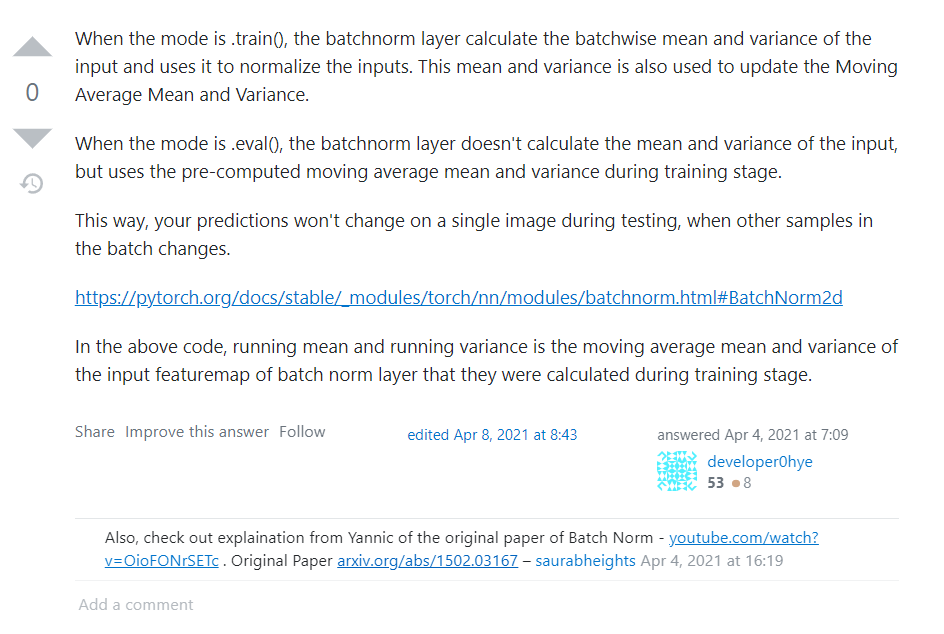 When the mode is .train(), the batchnorm layer calculate the batchwise mean and variance of the
input and uses it to normalize the inputs. This mean and variance is also used to update the Moving
Average Mean and Variance.
0
When the mode is .eval(), the batchnorm layer doesn't calculate the mean and variance of the input,
but uses the pre-computed moving average mean and variance during training stage.
This way, your predictions won't change on a single image during testing, when other samples in
the batch changes.
https://pytorch.org/docs/stable/_modules/torch/nn/modules/batchnorm.html#BatchNorm2d
In the above code, running mean and running variance is the moving average mean and variance of
the input featuremap of batch norm layer that they were calculated during training stage.
Share Improve this answer Follow
edited Apr 8, 2021 at 8:43
answered Apr 4, 2021 at 7:09
developer0hye
53 8
Also, check out explaination from Yannic of the original paper of Batch Norm - youtube.com/watch?
v=OioFONrSETc . Original Paper arxiv.org/abs/1502.03167 – saurabheights Apr 4, 2021 at 16:19
Add a comment